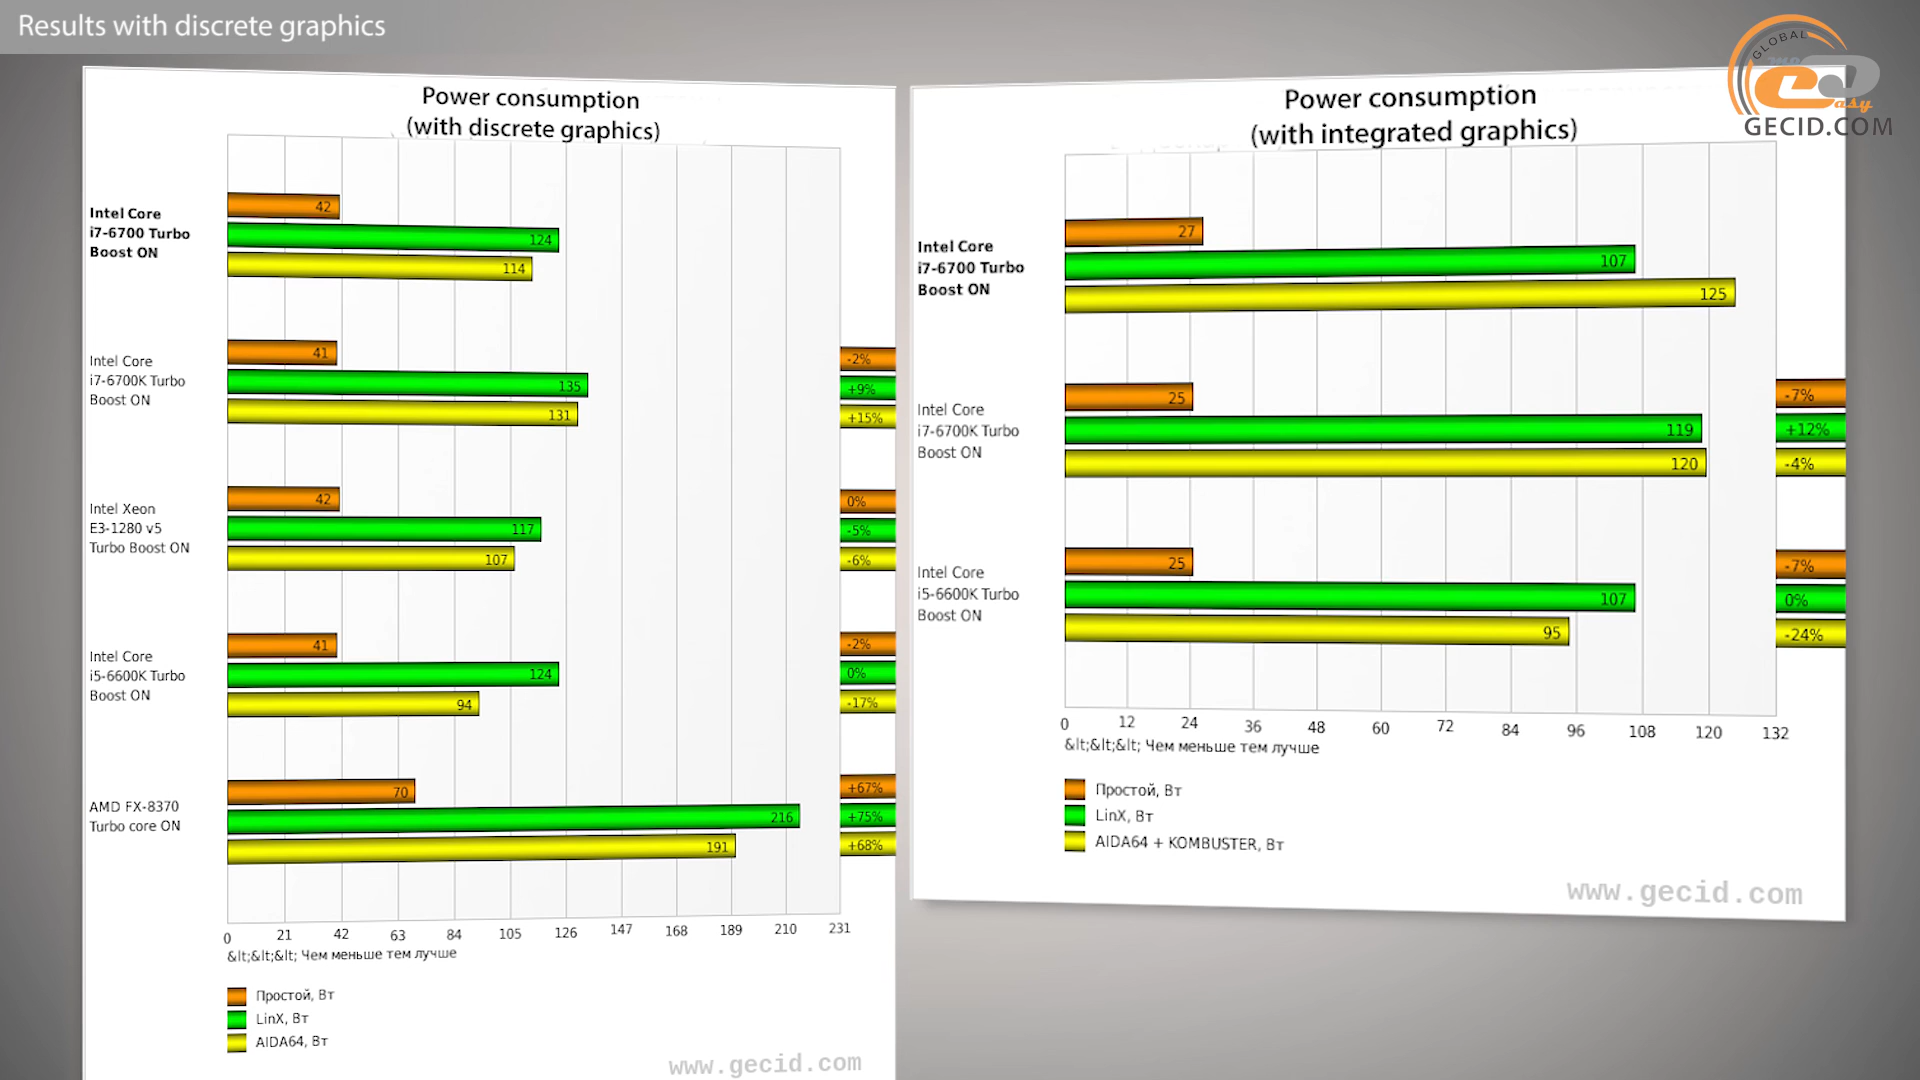 Results with discrete graphics
GLOBAL
easy
GECID.COM
Power consumption
(with discrete graphics)
Intel Core
i7-6700 Turbo
Boost ON
42
124
114
Intel Core
i7-6700K Turbo
Boost ON
41
135
131
-2%
+9%
+15%
Intel Xeon
E3-1280 v5
Turbo Boost ON
42
117
107
0%
-5%
-6%
Intel Core
i5-6600K Turbo
Boost ON
41
124
94
-2%
0%
-17%
AMD FX-8370
Turbo core ON
70
216
191
+67%
+75%
+68%
0 21 42 63 84 105 126 147 168 189 210 231
&lt;&lt;&lt; Чем меньше тем лучше
Простой, Вт
LinX, Вт
AIDA64, Вт
www.gecid.com
Power consumption
(with integrated graphics)
Intel Core
i7-6700 Turbo
Boost ON
27
107
125
Intel Core
i7-6700K Turbo
Boost ON
25
119
120
-7%
+12%
-4%
Intel Core
i5-6600K Turbo
Boost ON
25
107
95
-7%
0%
-24%
0 12 24 36 48 60 72 84 96 108 120 132
&lt;&lt;&lt; Чем меньше тем лучше
Простой, Вт
LinX, Вт
AIDA64 + KOMBUSTER, Вт
www.gecid.com